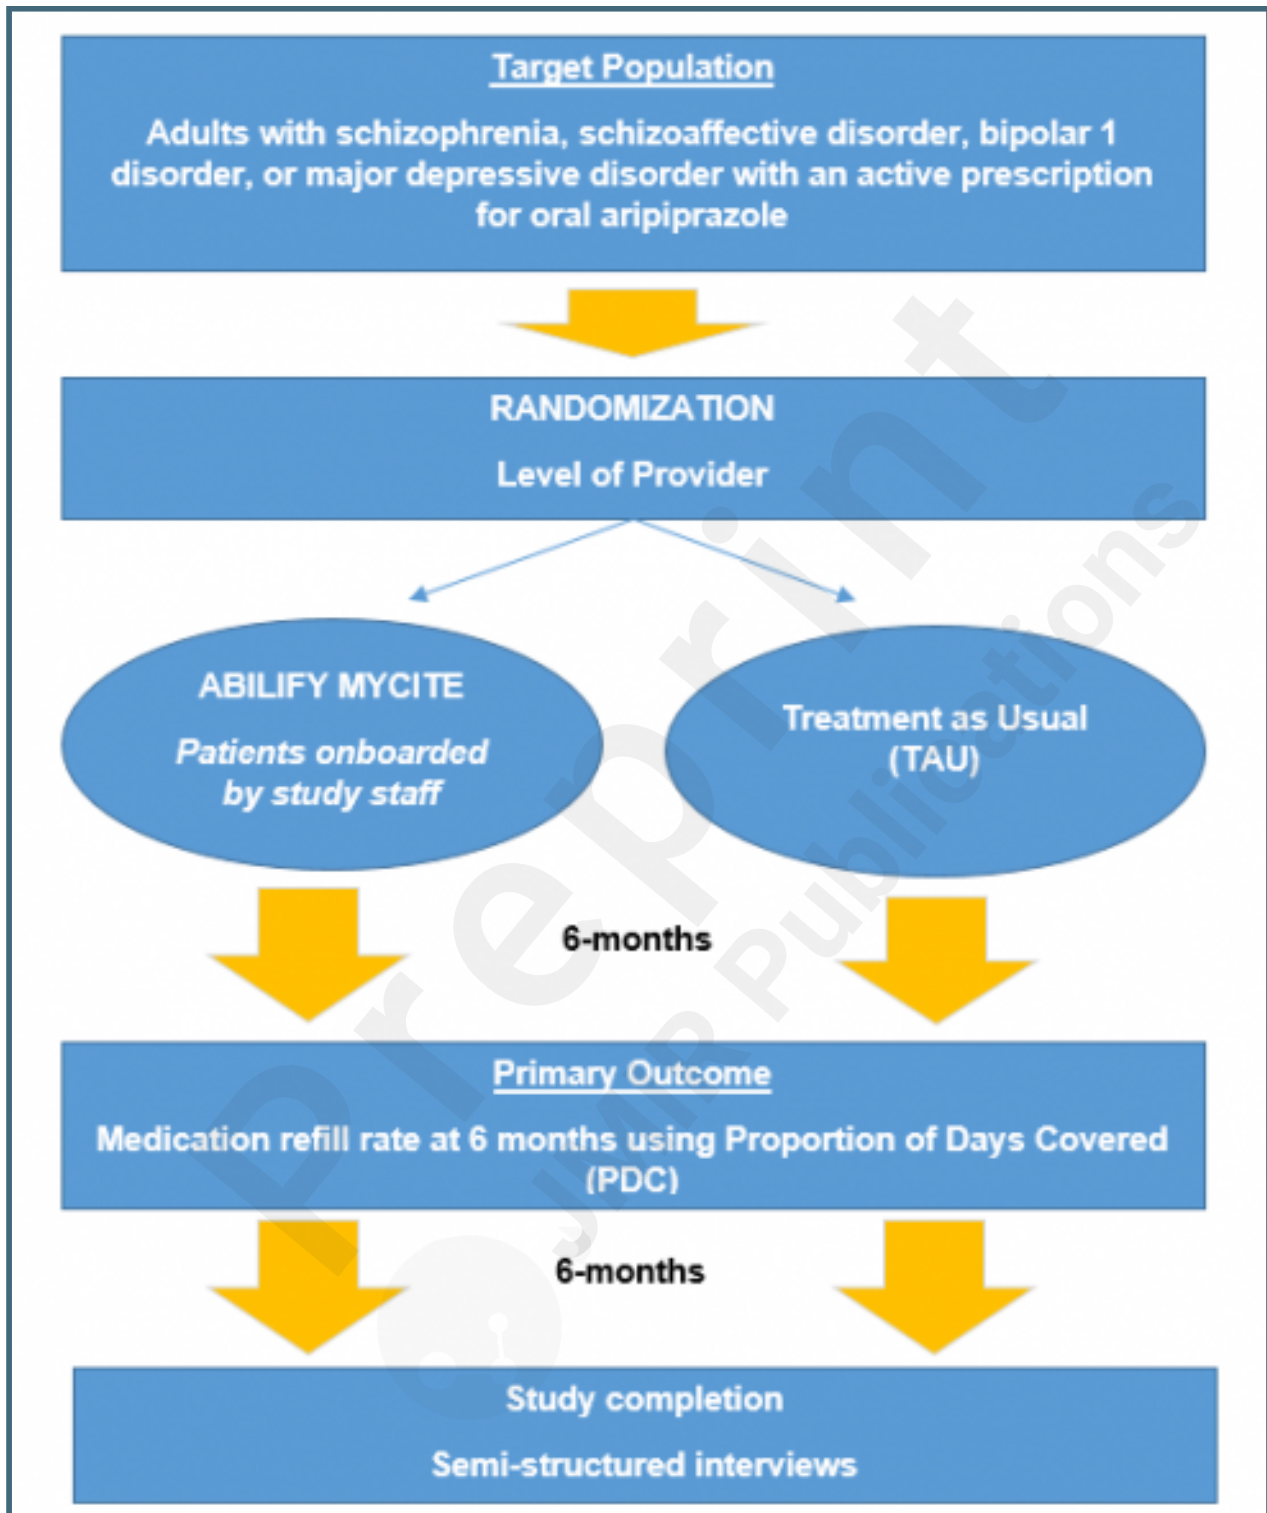 Target Population
Adults with schizophrenia, schizoaffective disorder, bipolar 1
disorder, or major depressive disorder with an active prescription
for oral aripiprazole
RANDOMIZATION
Level of Provider
ABILIFY MYCITE
Patients onboarded
by study staff
Treatment as Usual
(TAU)
6-months
Primary Outcome
Medication refill rate at 6 months using Proportion of Days Covered
(PDC)
6-months
Study completion
Semi-structured interviews
Preprint
JMIR Publications